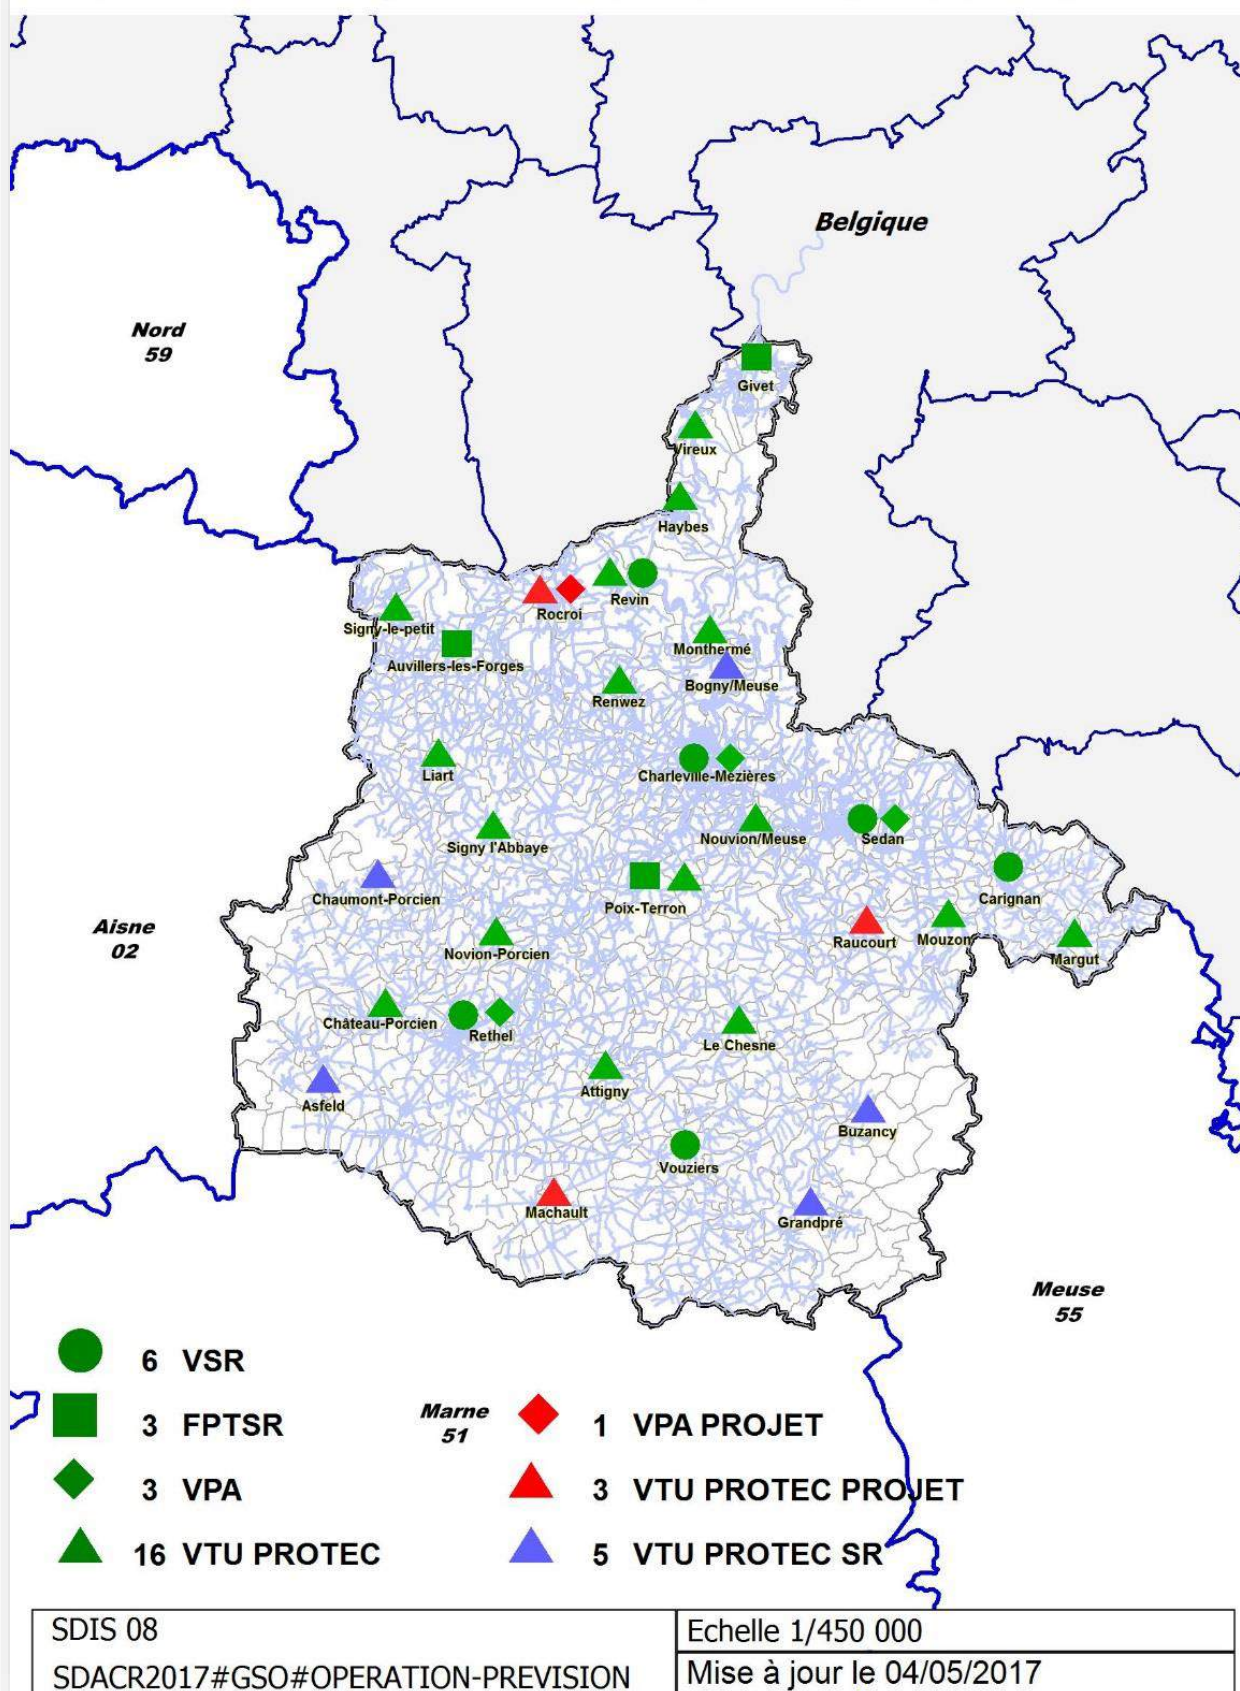 Belgique
Nord
59
Givet
Vireux
Haybes
Revin
Rocroi
Signy-le-petit
Monthermé
Auvillers-les-Forges
Bogny/Meuse
Renwez
Liart
Charleville-Mezières
Nouvion/Meuse
Sedan
Signy l'Abbaye
Carignan
Chaumont-Porcien
Poix-Terron
Aisne
02
Raucourt
Mouzon
Novion-Porcien
Margut
Château-Porcien
Rethel
Le Chesne
Attigny
Asfeld
Buzancy
Vouziers
Machault
Grandpré
Meuse
55
6 VSR
3 FPTSR
3 VPA
16 VTU PROTEC
Marne
51
1 VPA PROJET
3 VTU PROTEC PROJET
5 VTU PROTEC SR
SDIS 08
SDACR2017#GSO#OPERATION-PREVISION
Echelle 1/450 000
Mise à jour le 04/05/2017